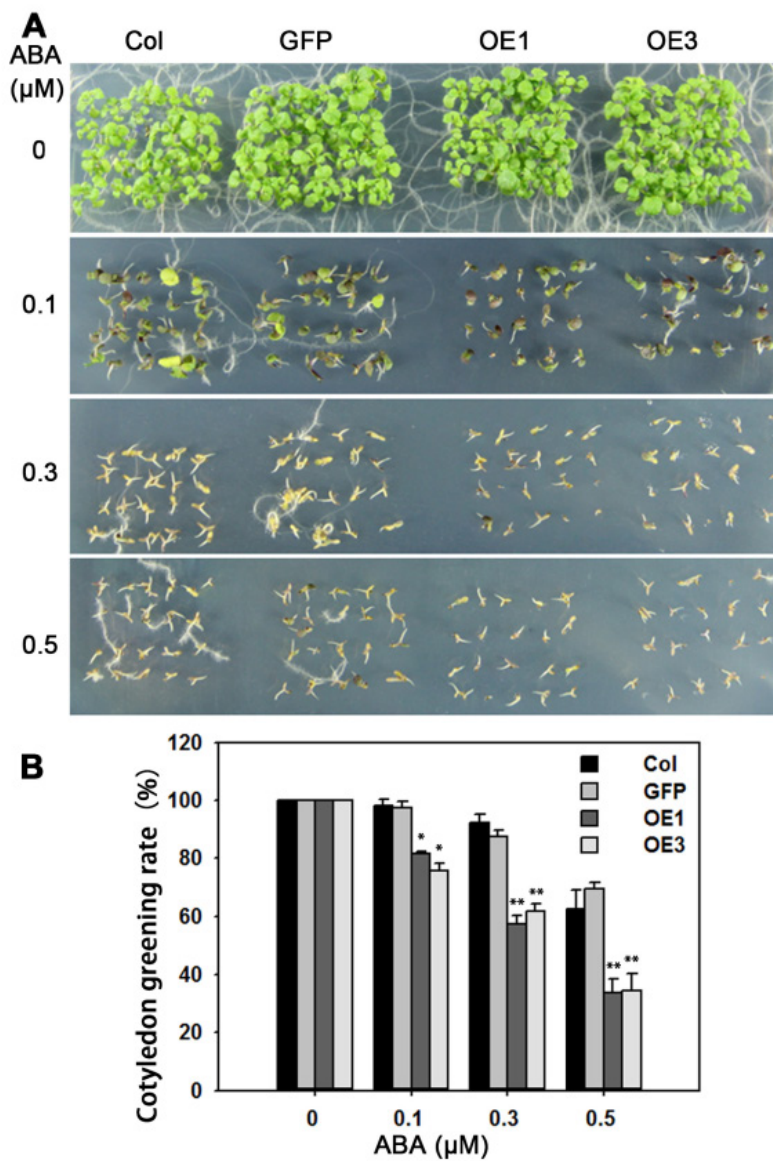 A
Col GFP OE1 OE3
ABA
(μM)
0
0.1
0.3
0.5
B
120
100
80
60
40
20
0
Cotyledon greening rate (%)
Col
GFP
OE1
OE3
* *
** **
** **
0 0.1 0.3 0.5
ABA (μM)